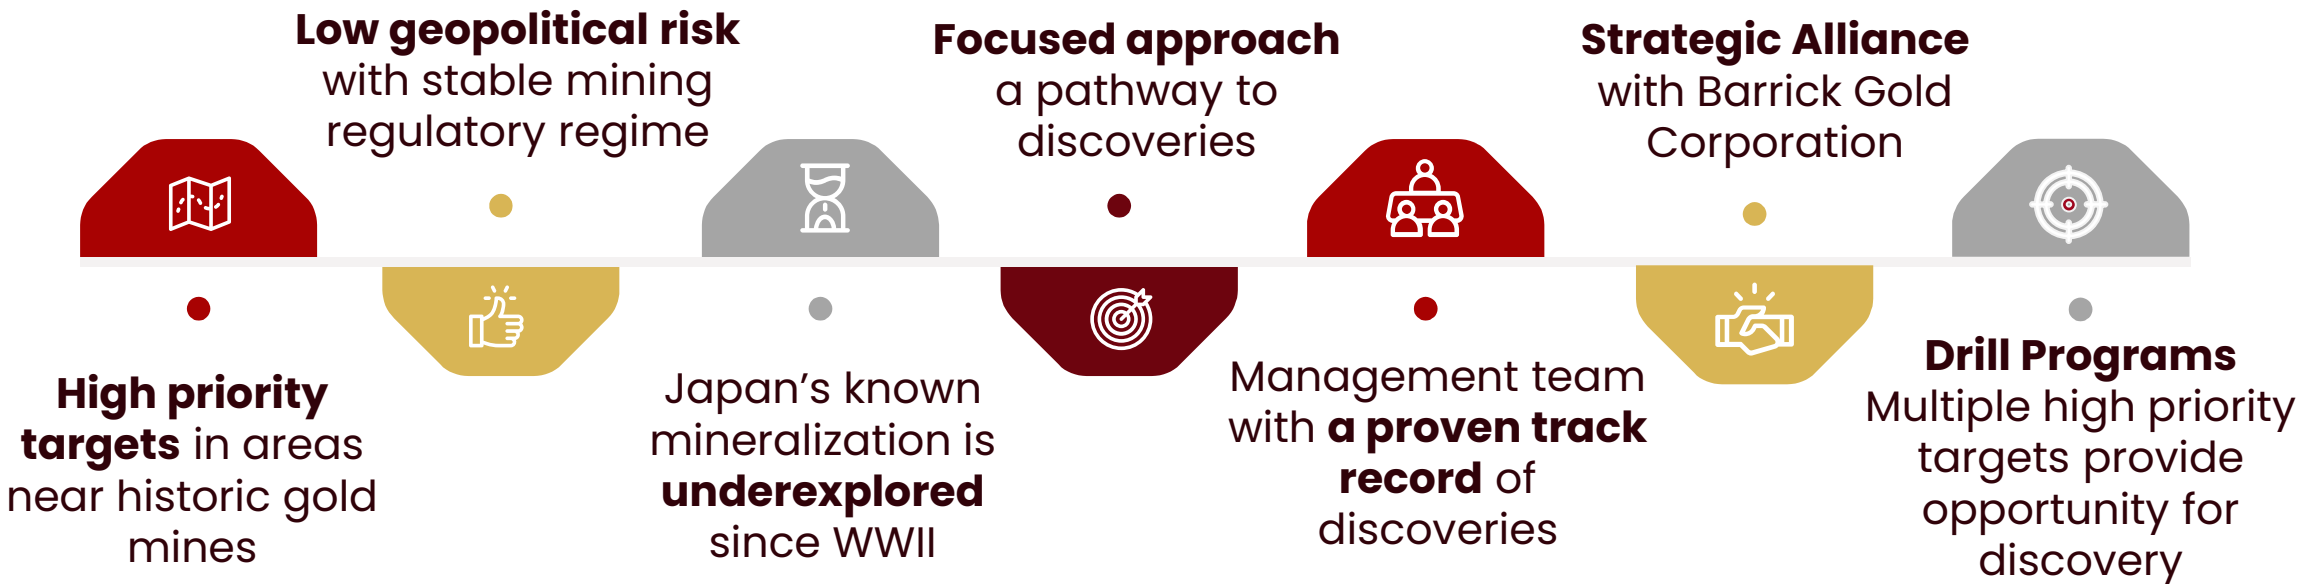 High priority
targets in areas
near historic gold
mines
Low geopolitical risk
with stable mining
regulatory regime
Japan’s known
mineralization is
underexplored
since WWII
Focused approach
a pathway to
discoveries
Management team
with a proven track
record of
discoveries
Strategic Alliance
with Barrick Gold
Corporation
Drill Programs
Multiple high priority
targets provide
opportunity for
discovery